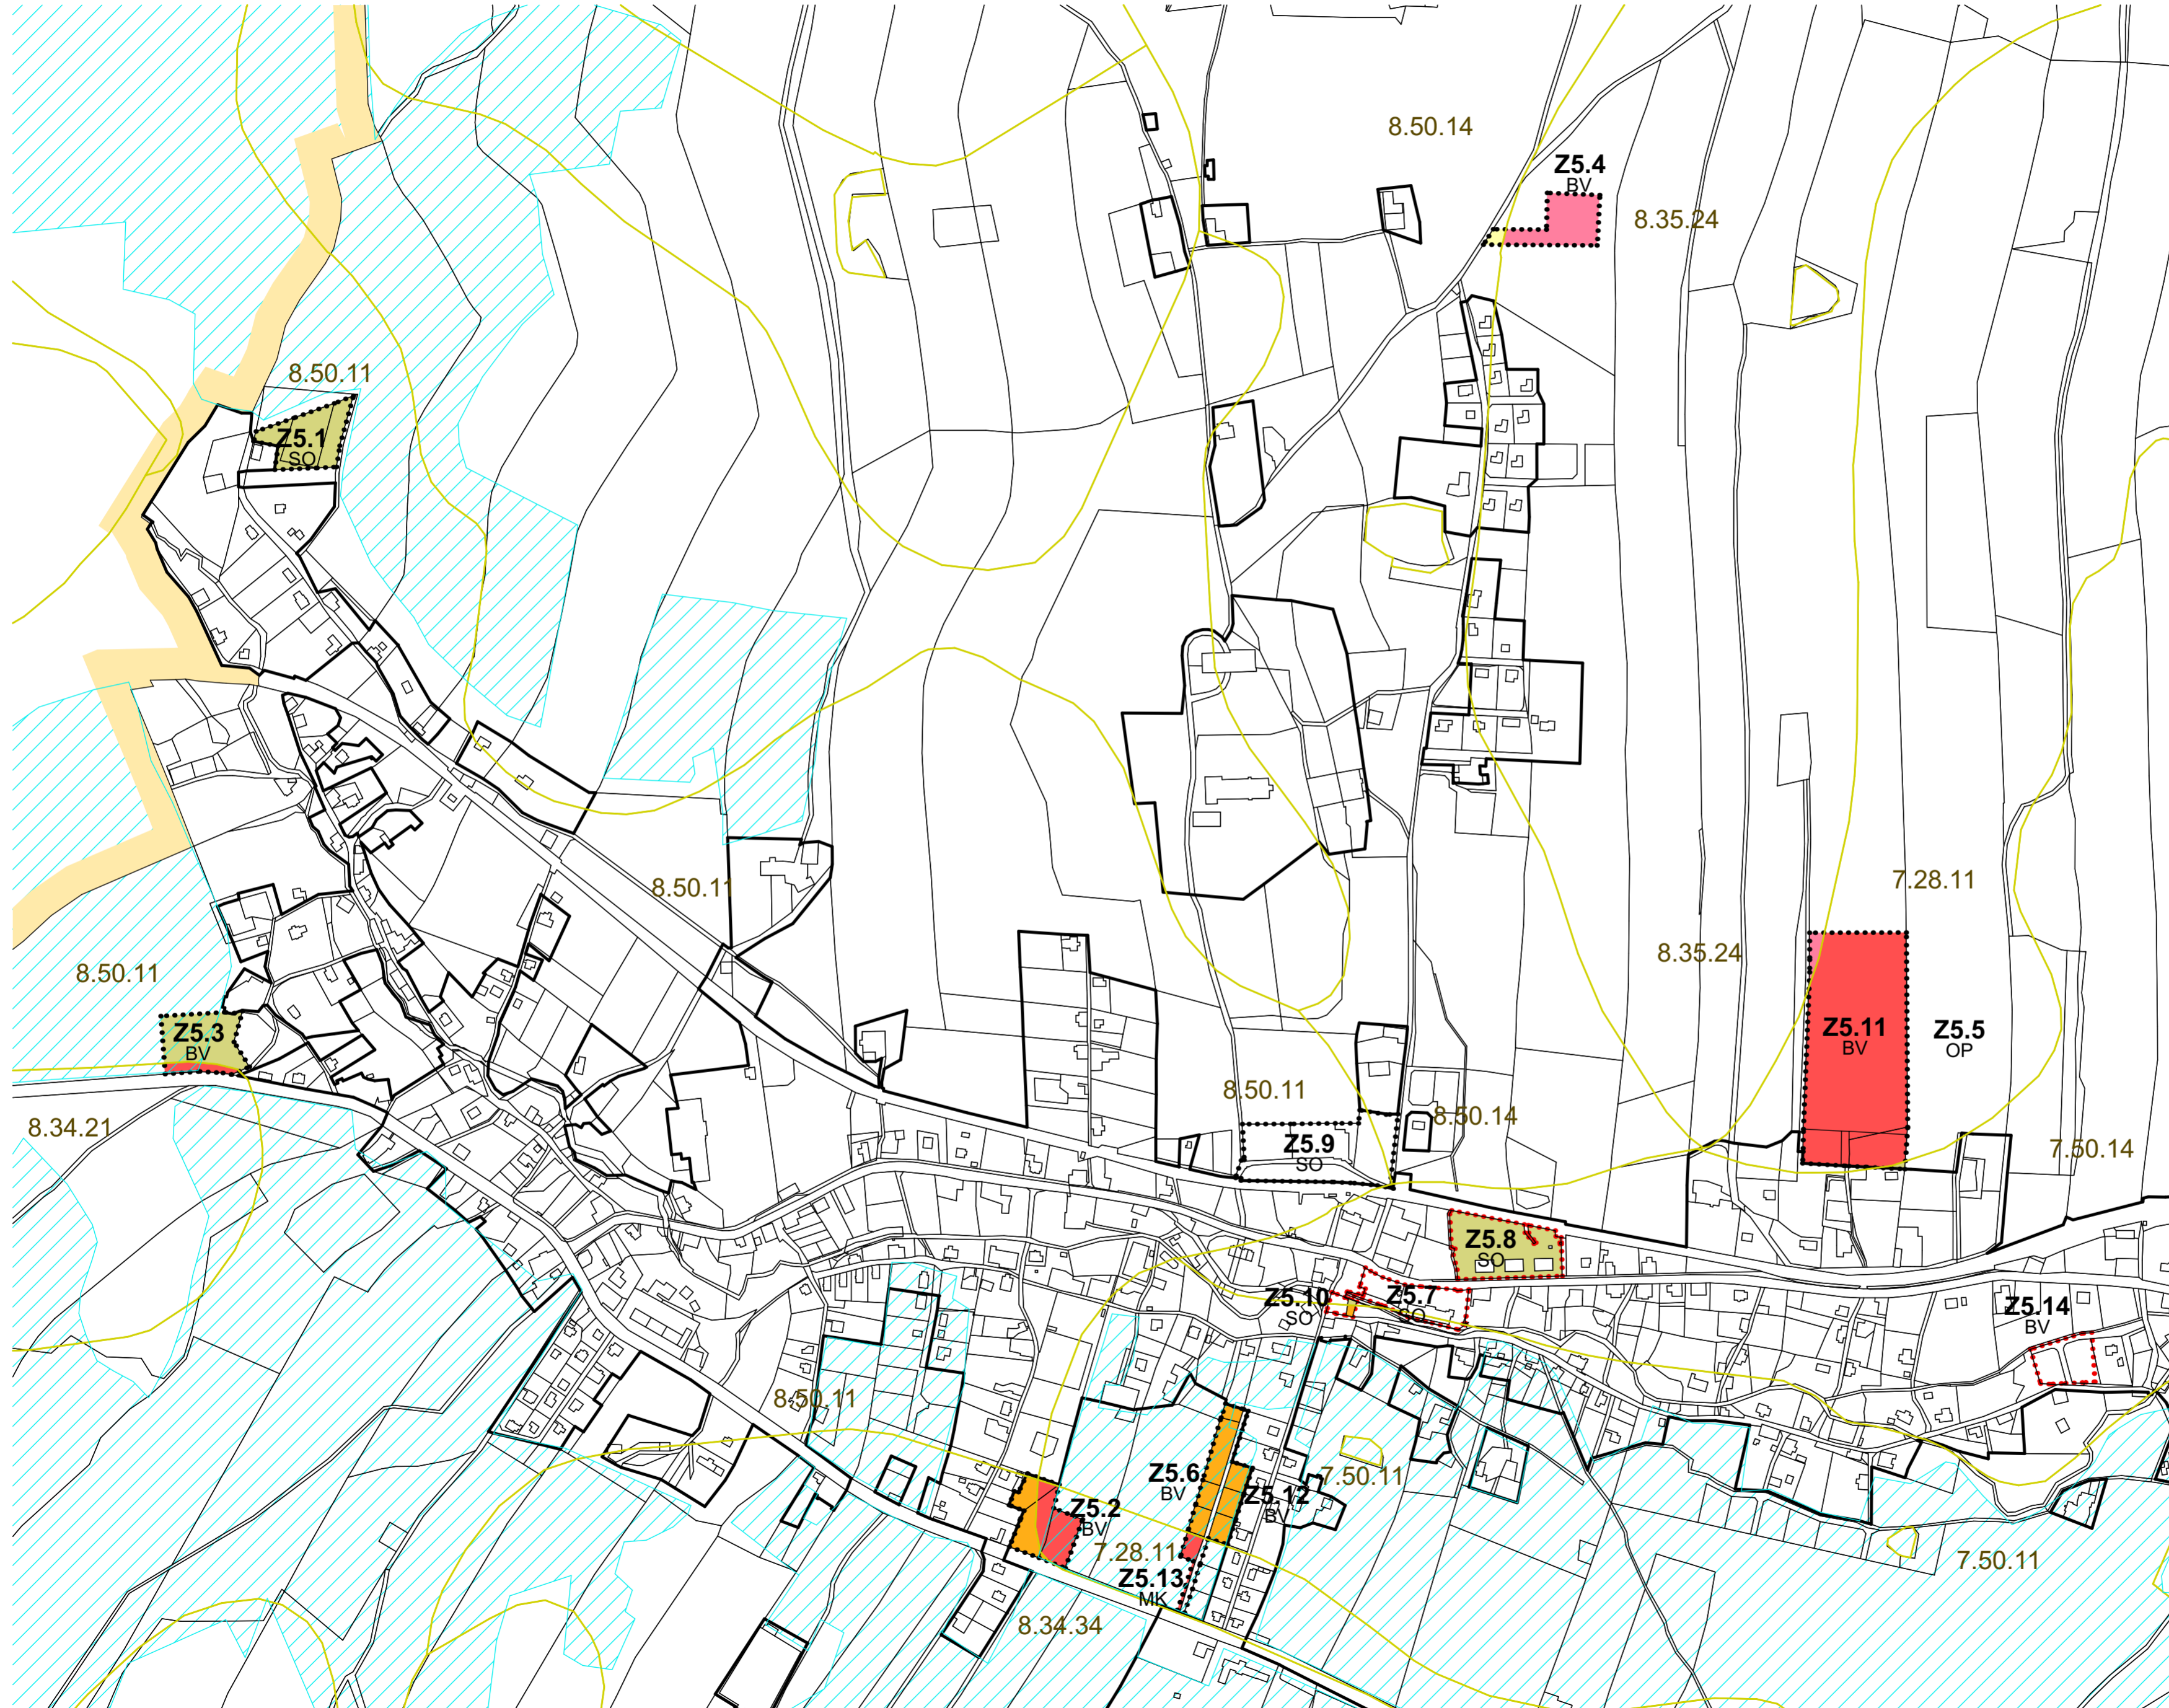 8.50.14
Z5.4
BV
8.35.24
8.50.11
Z5.1
SO
8.50.11
7.28.11
8.35.24
8.50.11
Z5.3
BV
Z5.11
BV
Z5.5
OP
8.50.11
8.50.14
8.34.21
Z5.9
SO
7.50.14
Z5.8
SO
Z5.10
SO
Z5.7
SO
Z5.14
BV
8.50.11
Z5.6
BV
7.50.11
Z5.12
BV
Z5.2
BV
7.28.11
7.50.11
Z5.13
MK
8.34.34